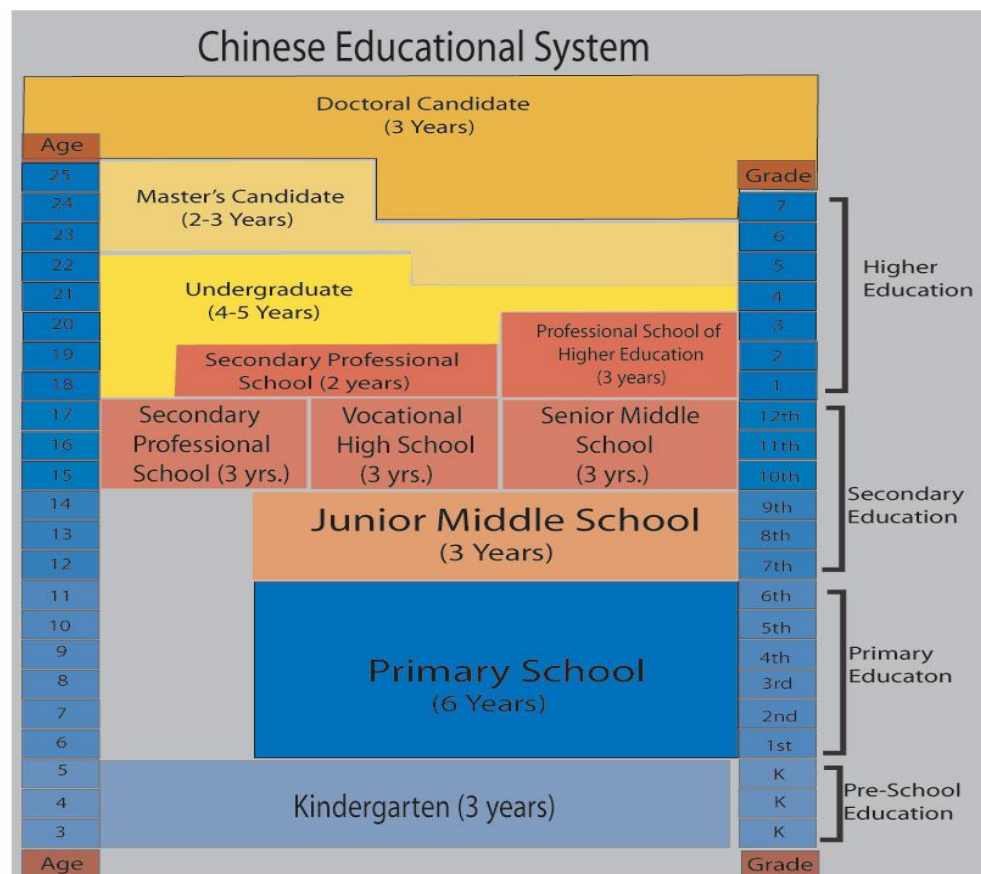 Chinese Educational System
Doctoral Candidate
(3 Years)
Age
25
24
23
22
21
20
19
18
17
16
15
14
13
12
11
10
9
8
7
6
5
4
3
Age
Master's Candidate
(2-3 Years)
Undergraduate
(4-5 Years)
Secondary Professional
School (2 years)
Professional School of
Higher Education
(3 years)
Secondary
Professional
School (3 yrs.)
Vocational
High School
(3 yrs.)
Senior Middle
School
(3 yrs.)
Junior Middle School
(3 Years)
Primary School
(6 Years)
Kindergarten (3 years)
Grade
7
6
5
4
3
2
1
12th
11th
10th
9th
8th
7th
6th
5th
4th
3rd
2nd
1st
K
K
K
Grade
Higher
Education
Secondary
Education
Primary
Educaton
Pre-School
Education